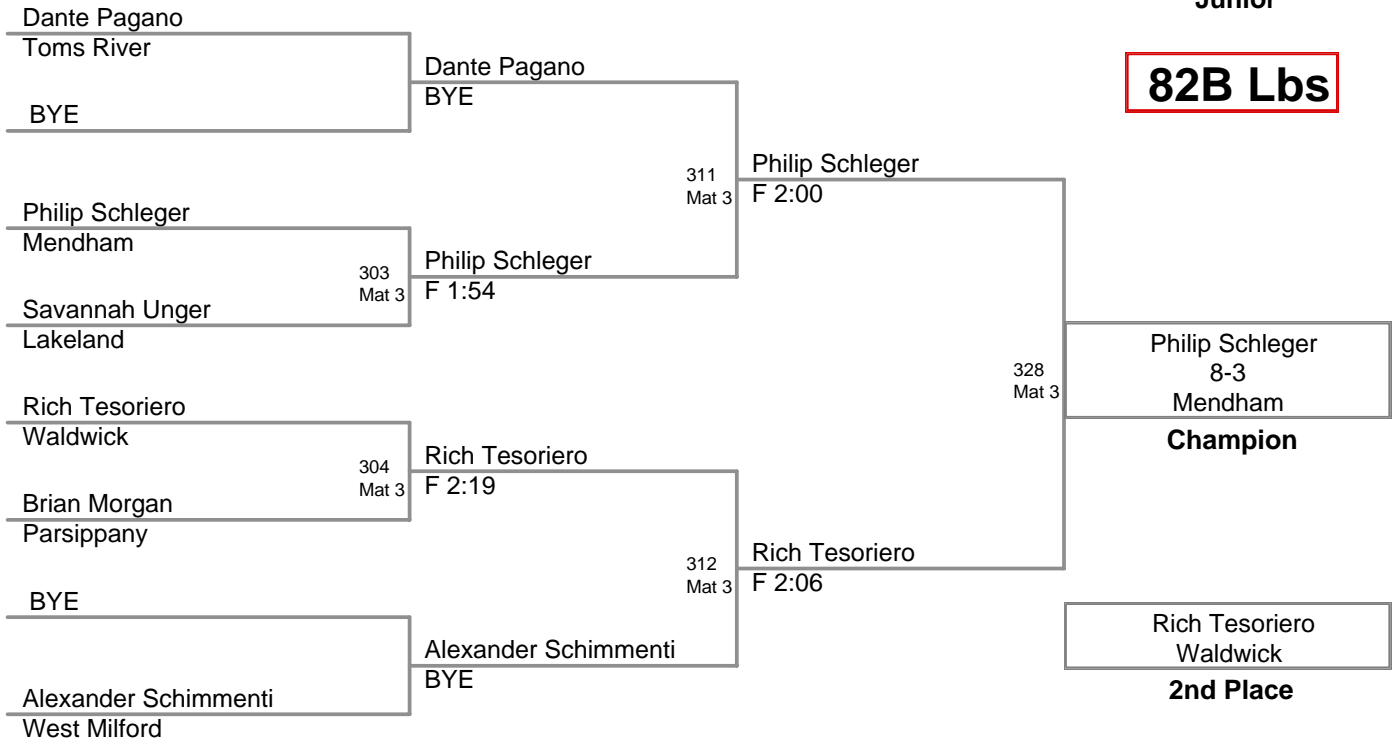 Junior
82B Lbs
Dante Pagano
Toms River
BYE
Philip Schleger
Mendham
Savannah Unger
Lakeland
Rich Tesoriero
Waldwick
Brian Morgan
Parsippany
BYE
Alexander Schimmenti
West Milford
Dante Pagano
BYE
303
Mat 3
Philip Schleger
F 1:54
304
Mat 3
Rich Tesoriero
F 2:19
Alexander Schimmenti
BYE
311
Mat 3
Philip Schleger
F 2:00
312
Mat 3
Rich Tesoriero
F 2:06
328
Mat 3
Philip Schleger
8-3
Mendham
Champion
Rich Tesoriero
Waldwick
2nd Place